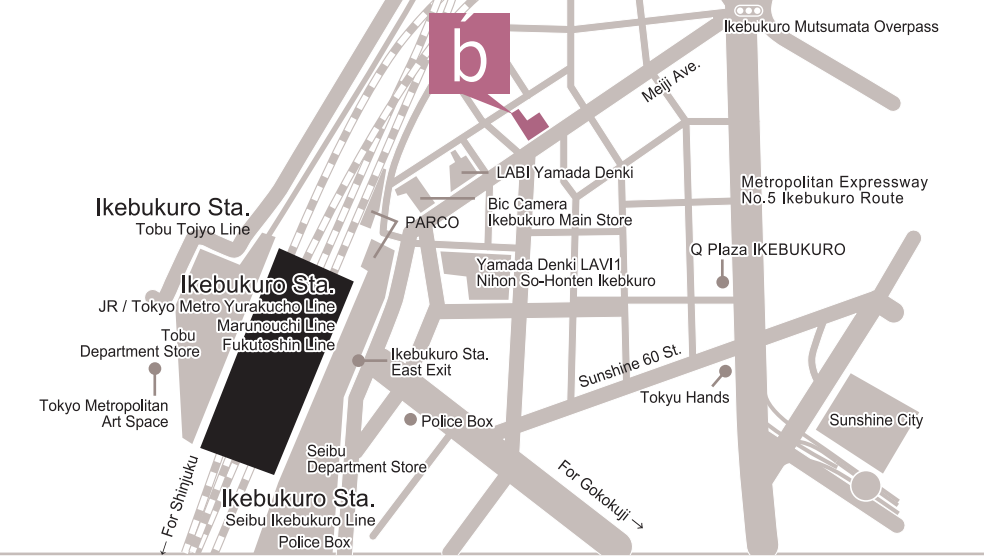 b́
Ikebukuro Mutsumata Overpass
Meiji Ave.
LABI Yamada Denki
Metropolitan Expressway
No.5 Ikebukuro Route
Bic Camera
Ikebukuro Main Store
Ikebukuro Sta.
Tobu Tojyo Line
PARCO
Q Plaza IKEBUKURO
Yamada Denki LAVI1
Nihon So-Honten Ikebkuro
Ikebukuro Sta.
JR / Tokyo Metro Yurakucho Line
Marunouchi Line
Fukutoshin Line
Tobu
Department Store
Ikebukuro Sta.
East Exit
Sunshine 60 St.
Tokyo Metropolitan
Art Space
Tokyu Hands
Police Box
Sunshine City
Seibu
Department Store
For Gokokuji →
← For Shinjuku
Ikebukuro Sta.
Seibu Ikebukuro Line
Police Box